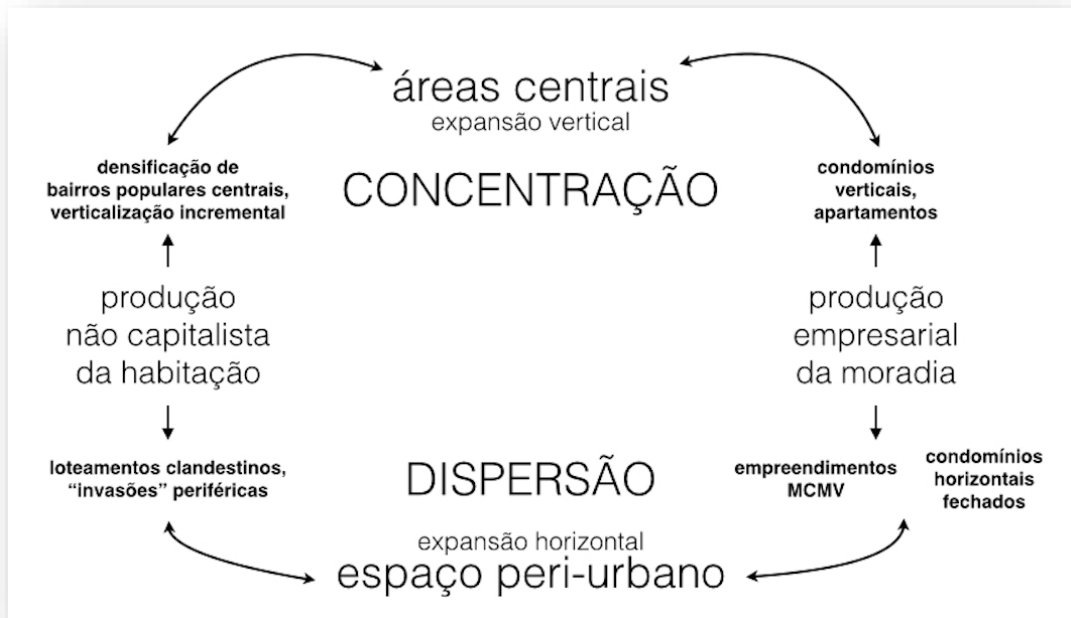 áreas centrais
expansão vertical
densificação de
bairros populares centrais,
verticalização incremental
CONCENTRAÇÃO
condomínios
verticais,
apartamentos
produção
não capitalista
da habitação
produção
empresarial
da moradia
loteamentos clandestinos,
“invasões” periféricas
DISPERSÃO
empreendimentos
MCMV
condomínios
horizontais
fechados
expansão horizontal
espaço peri-urbano